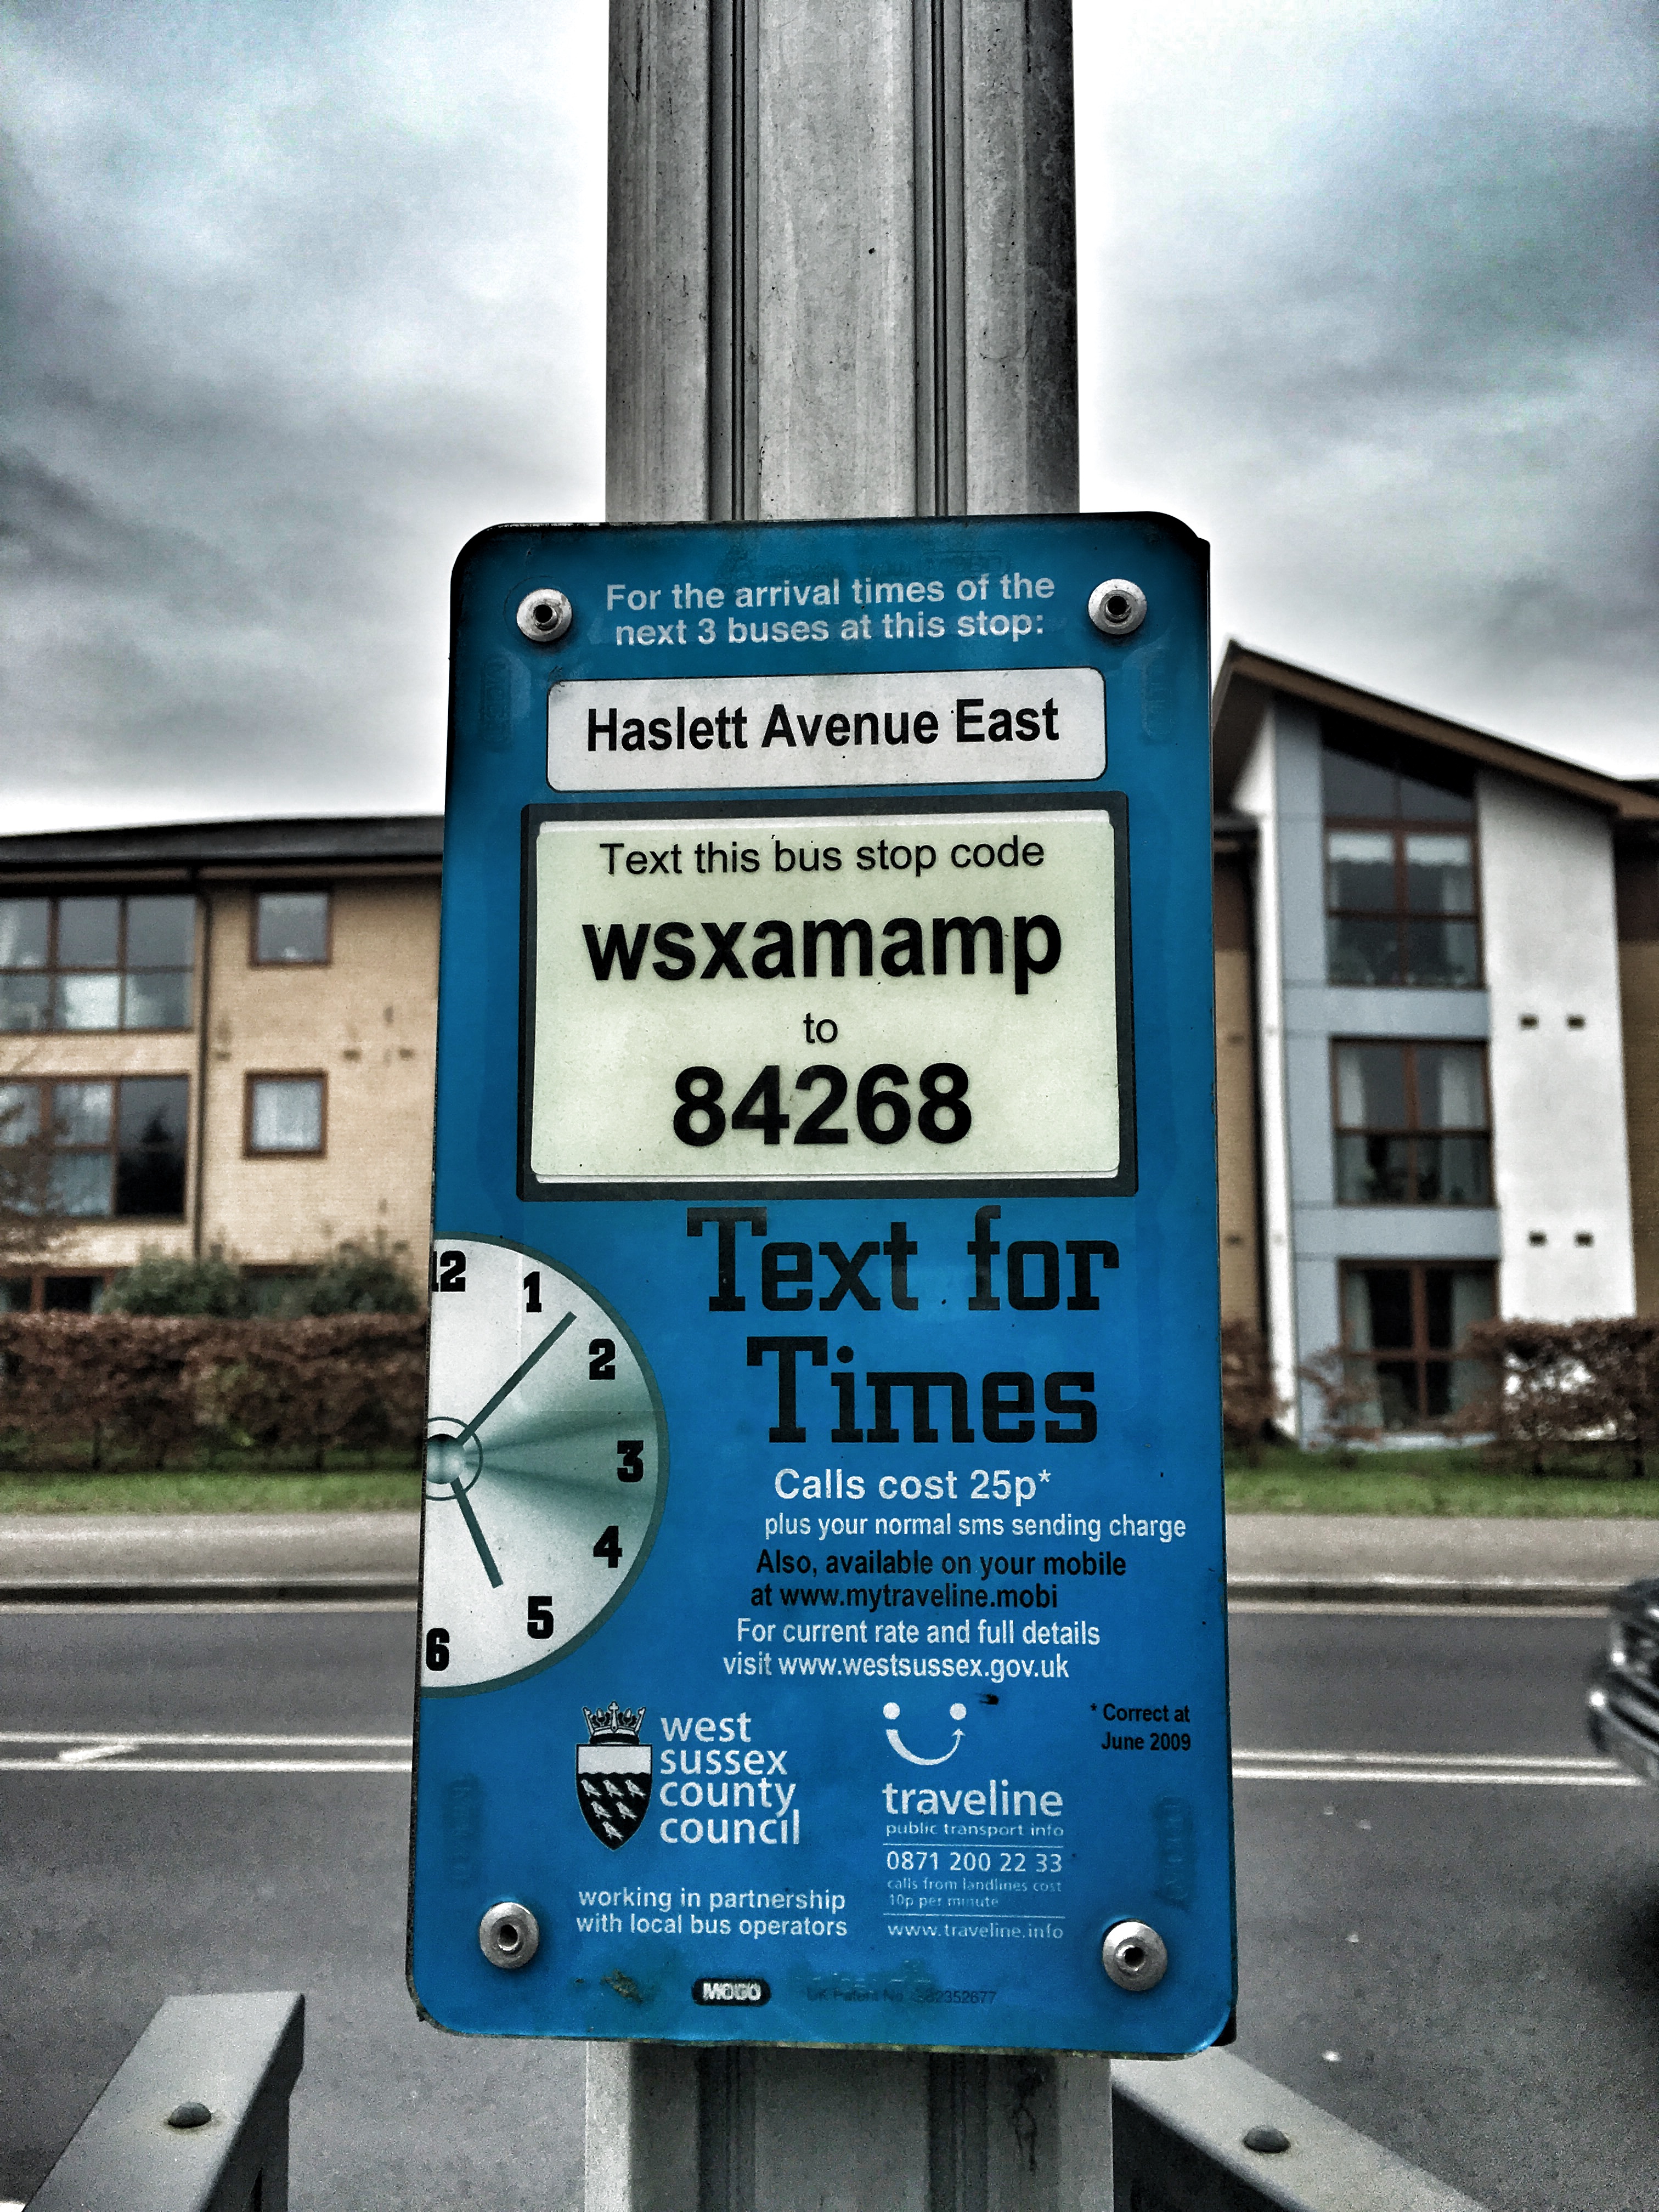 For the arrival times of the
next 3 buses at this stop:
Haslett Avenue East
Text this bus stop code
wsxamamp
to
84268
Text for
Times
12
1
2
3
4
5
6
Calls cost 25p*
plus your normal sms sending charge
Also, available on your mobile
at www.mytraveline.mobi
For current rate and full details
visit www.westsussex.gov.uk
* Correct at
June 2009
west
sussex
county
council
working in partnership
with local bus operators
traveline
public transport info
0871 200 22 33
calls from landlines cost
10p per minute
www.traveline.info
UK Patent No